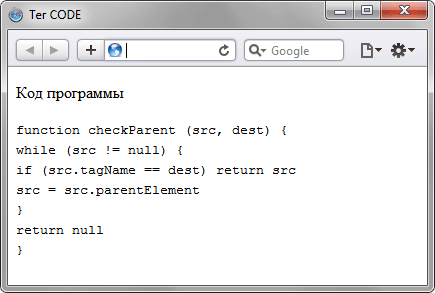 Тег CODE
Google
Код программы
function checkParent (src, dest) {
while (src != null) {
if (src.tagName == dest) return src
src = src.parentElement
}
return null
}